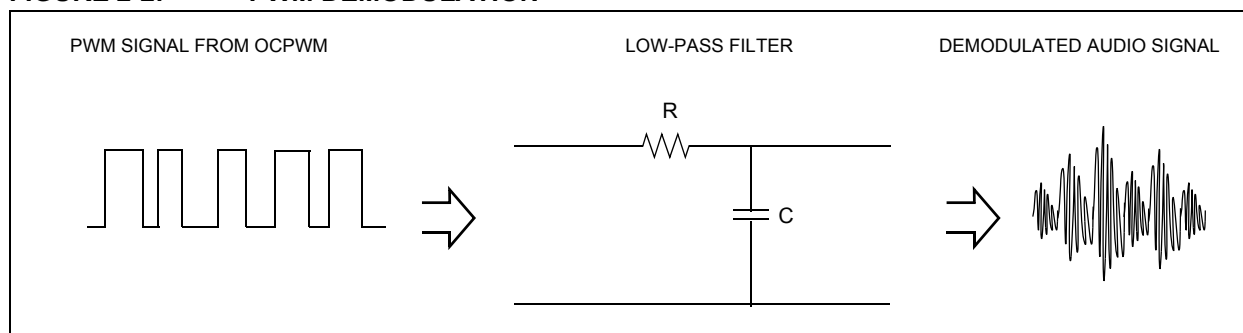 PWM SIGNAL FROM OCPWM
LOW-PASS FILTER
DEMODULATED AUDIO SIGNAL
R
C